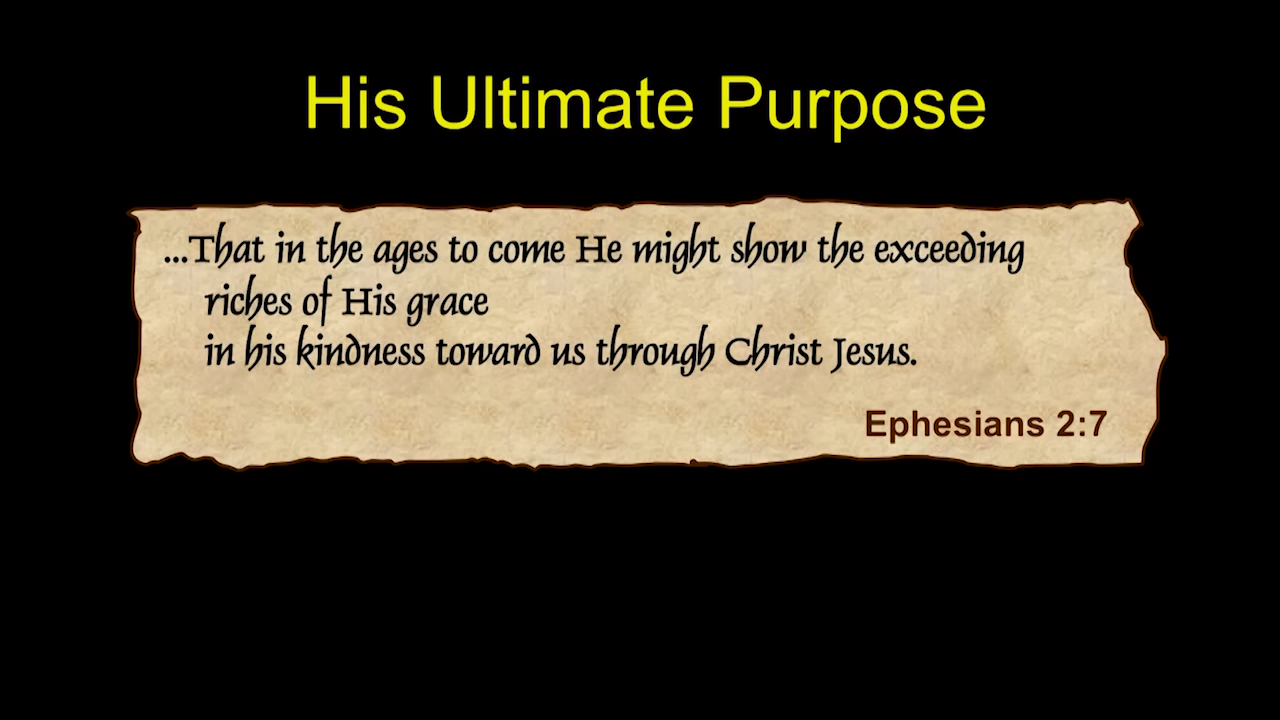 His Ultimate Purpose
...That in the ages to come He might show the exceeding
riches of His grace
in his kindness toward us through Christ Jesus.
Ephesians 2:7